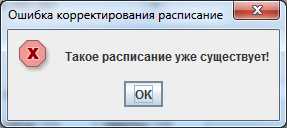 Ошибка корректирования расписание
Такое расписание уже существует!
OK